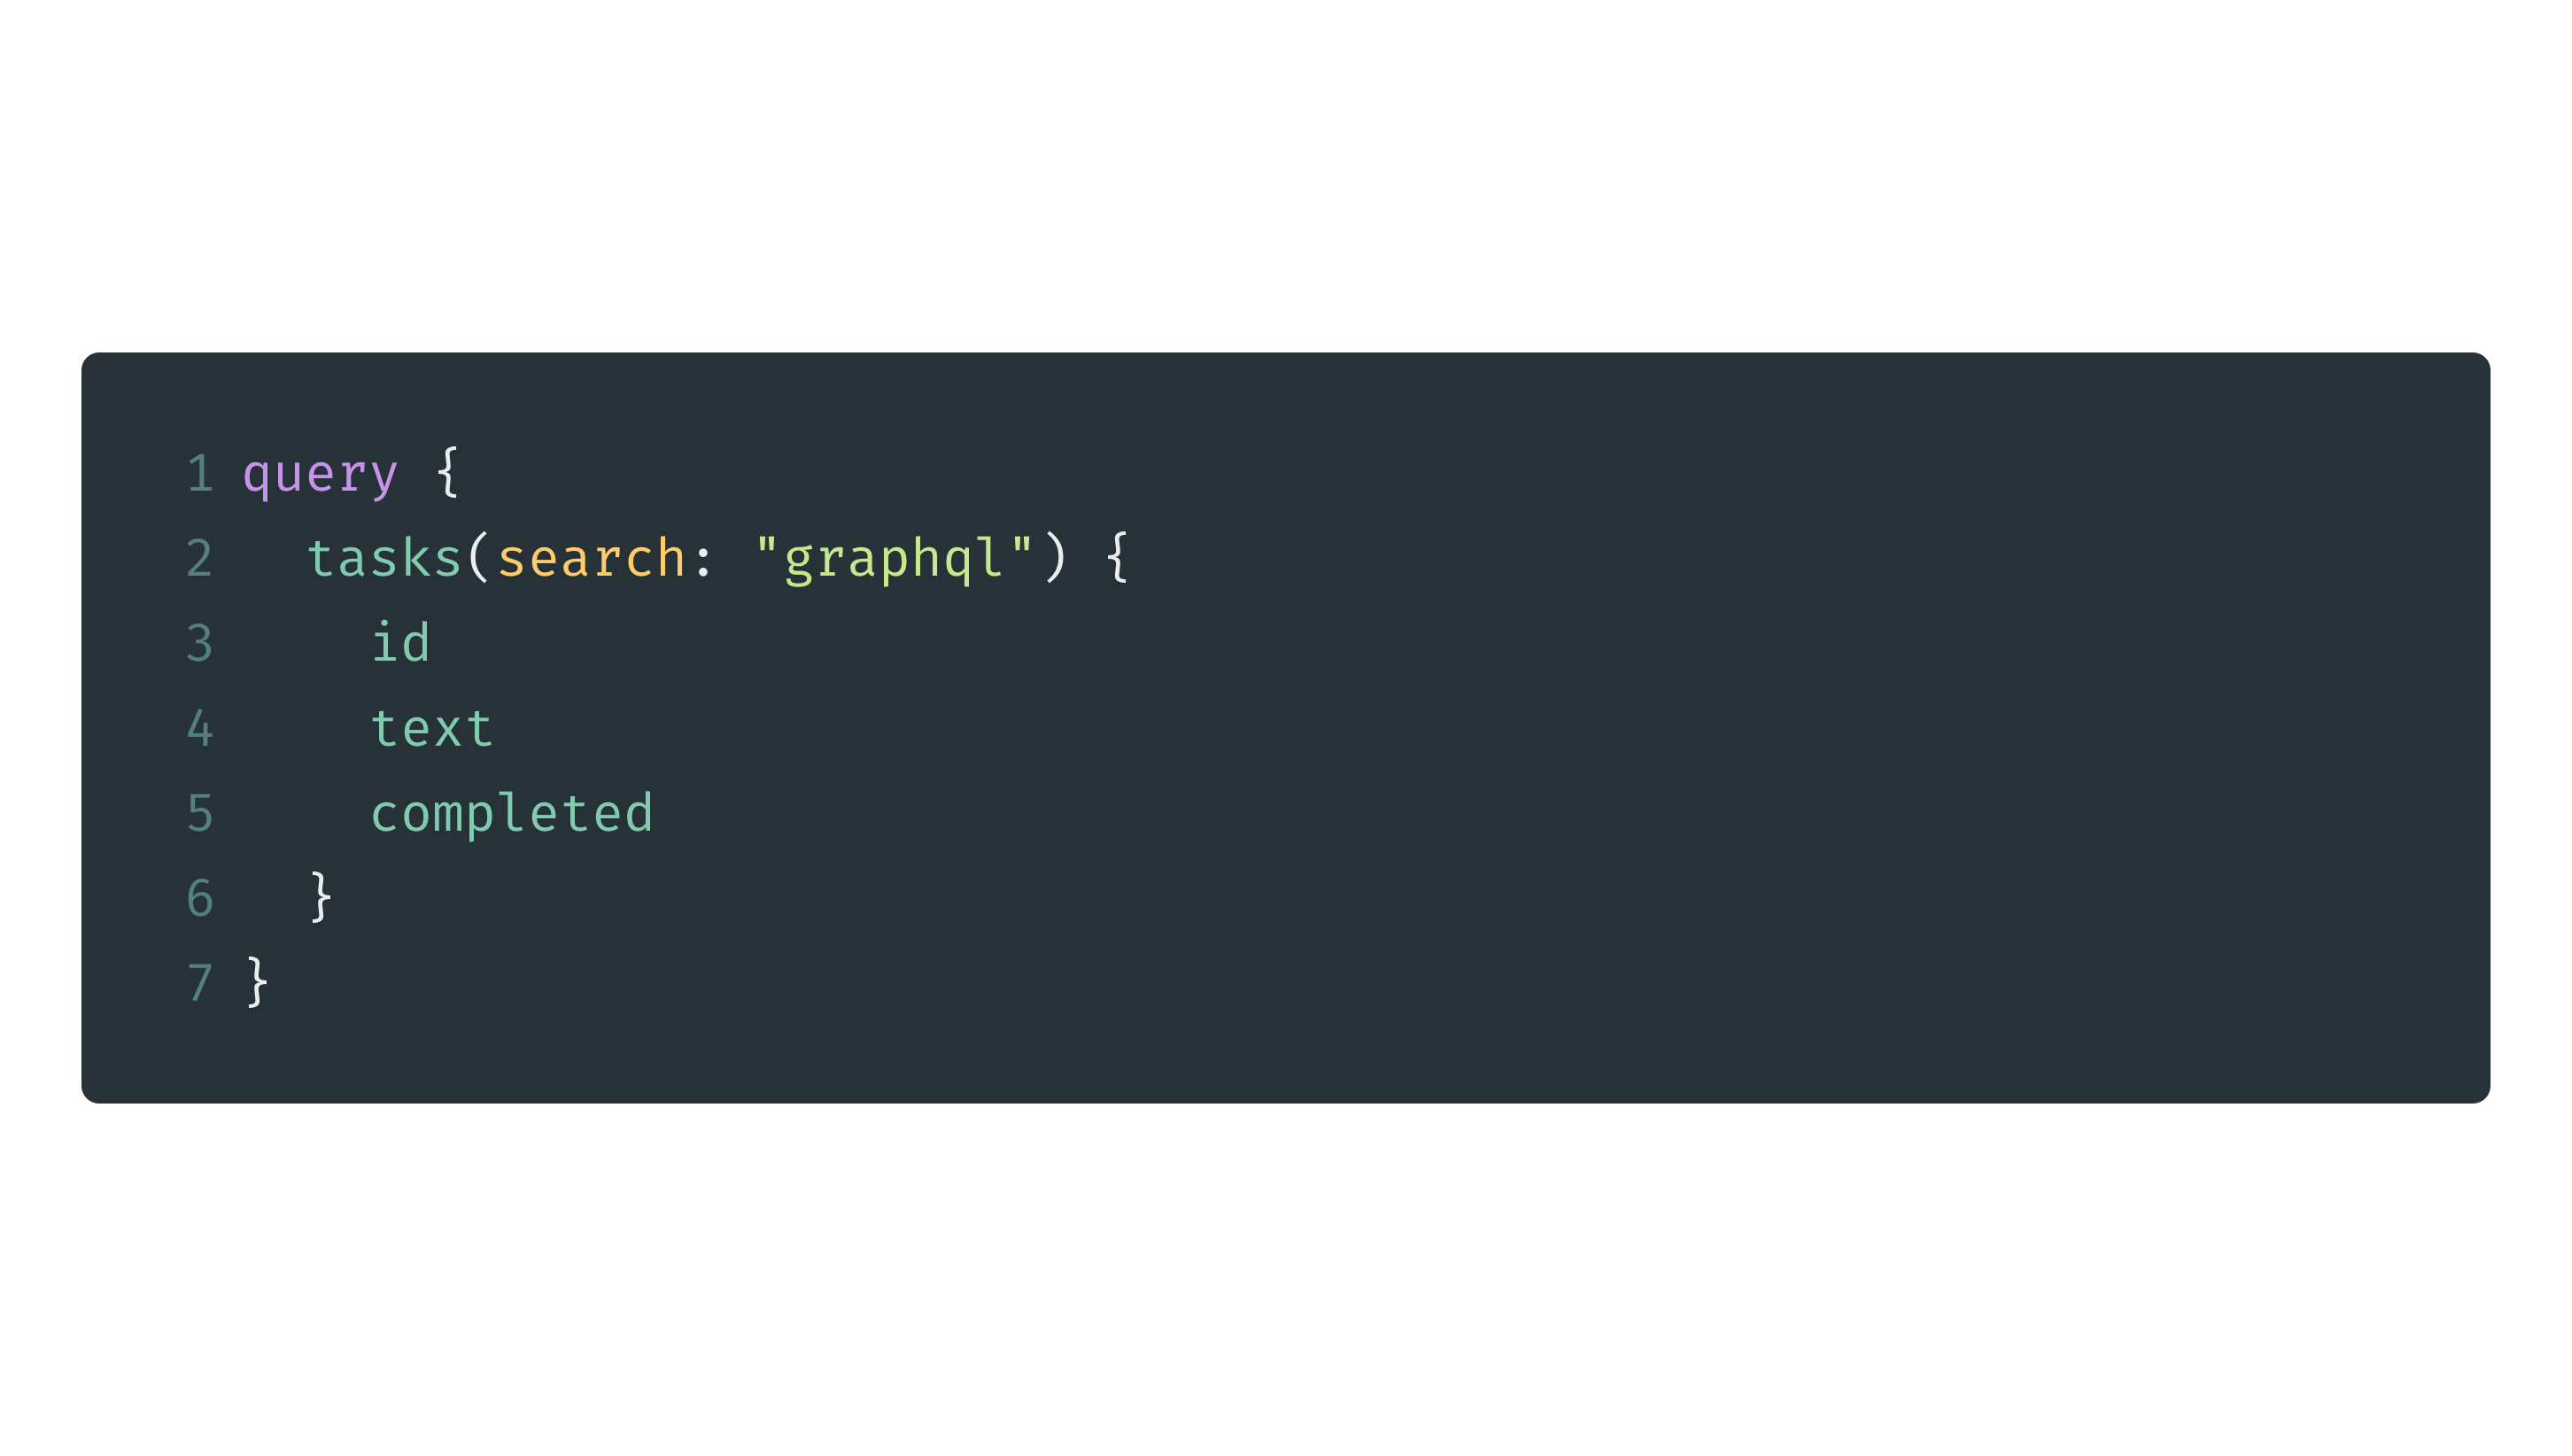 1 query {
2   tasks(search: "graphql") {
3     id
4     text
5     completed
6   }
7 }